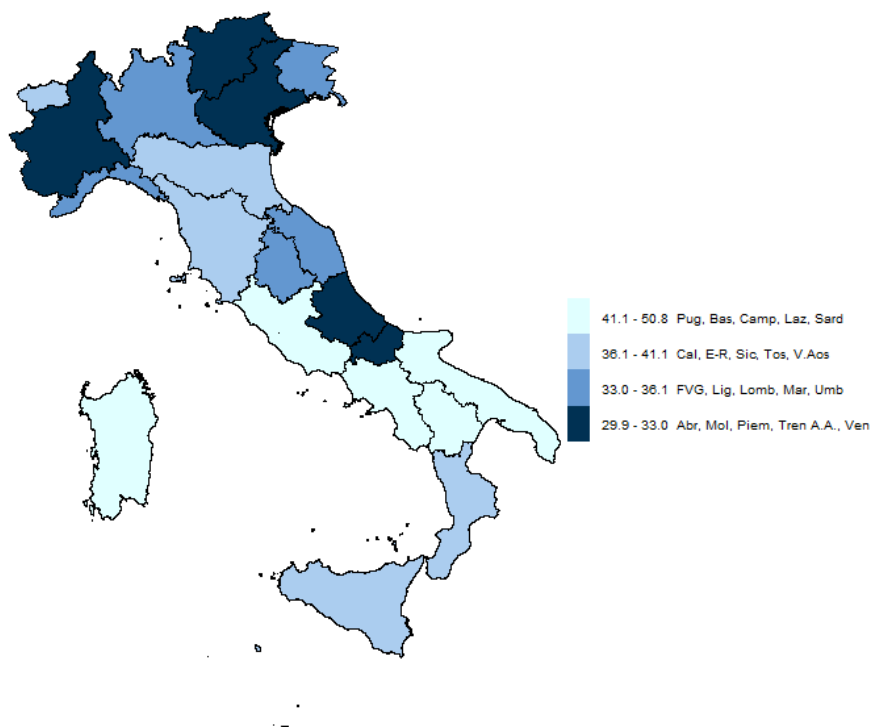 41.1 - 50.8 Pug, Bas, Camp, Laz, Sard
36.1 - 41.1 Cal, E-R, Sic, Tos, V.Aos
33.0 - 36.1 FVG, Lig, Lomb, Mar, Umb
29.9 - 33.0 Abr, Mol, Piem, Tren A.A., Ven